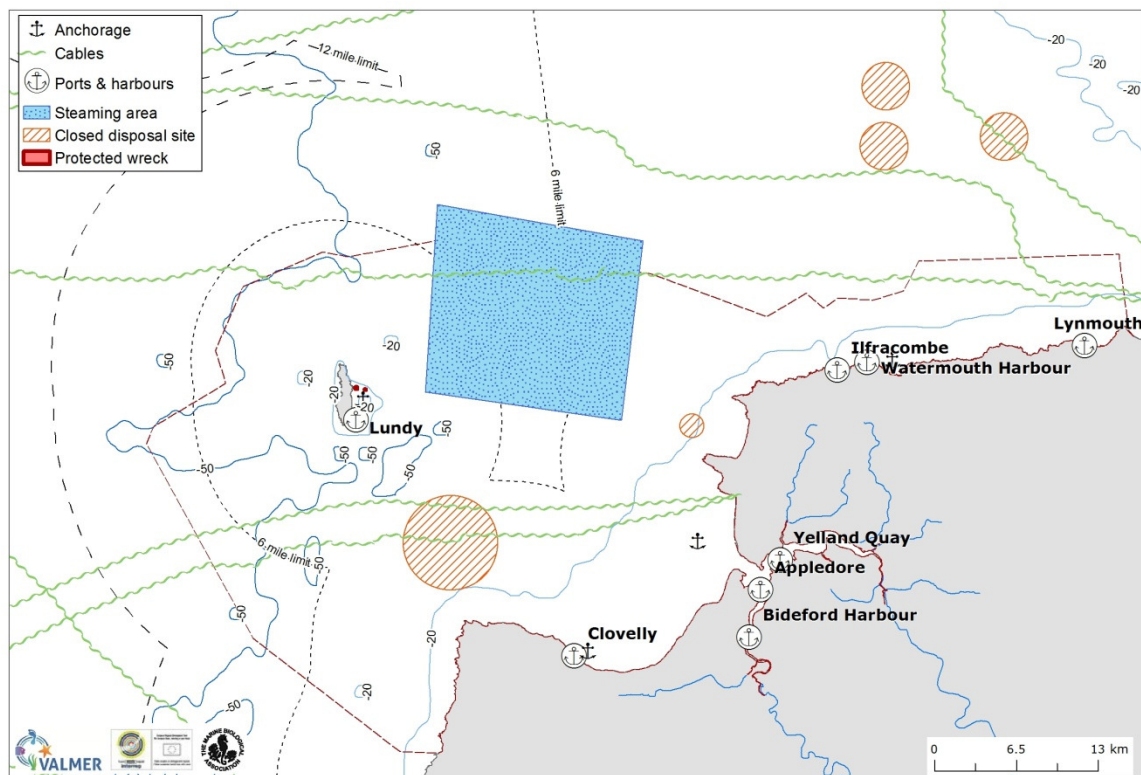 Anchorage
Cables
Ports & harbours
Steaming area
Closed disposal site
Protected wreck
12 mile limit
-50
6 mile limit
-20
-20
-20
-50
-20
-20
-20
-20
Lundy
-50
-50
-50
-50
-50
Lynmouth
Ilfracombe
Watermouth Harbour
6 mile limit
-50
Yelland Quay
Appledore
Bideford Harbour
Clovelly
-50
-20
-20
-50
VALMER
THE MARINE BIOLOGICAL ASSOCIATION
0 6.5 13 km